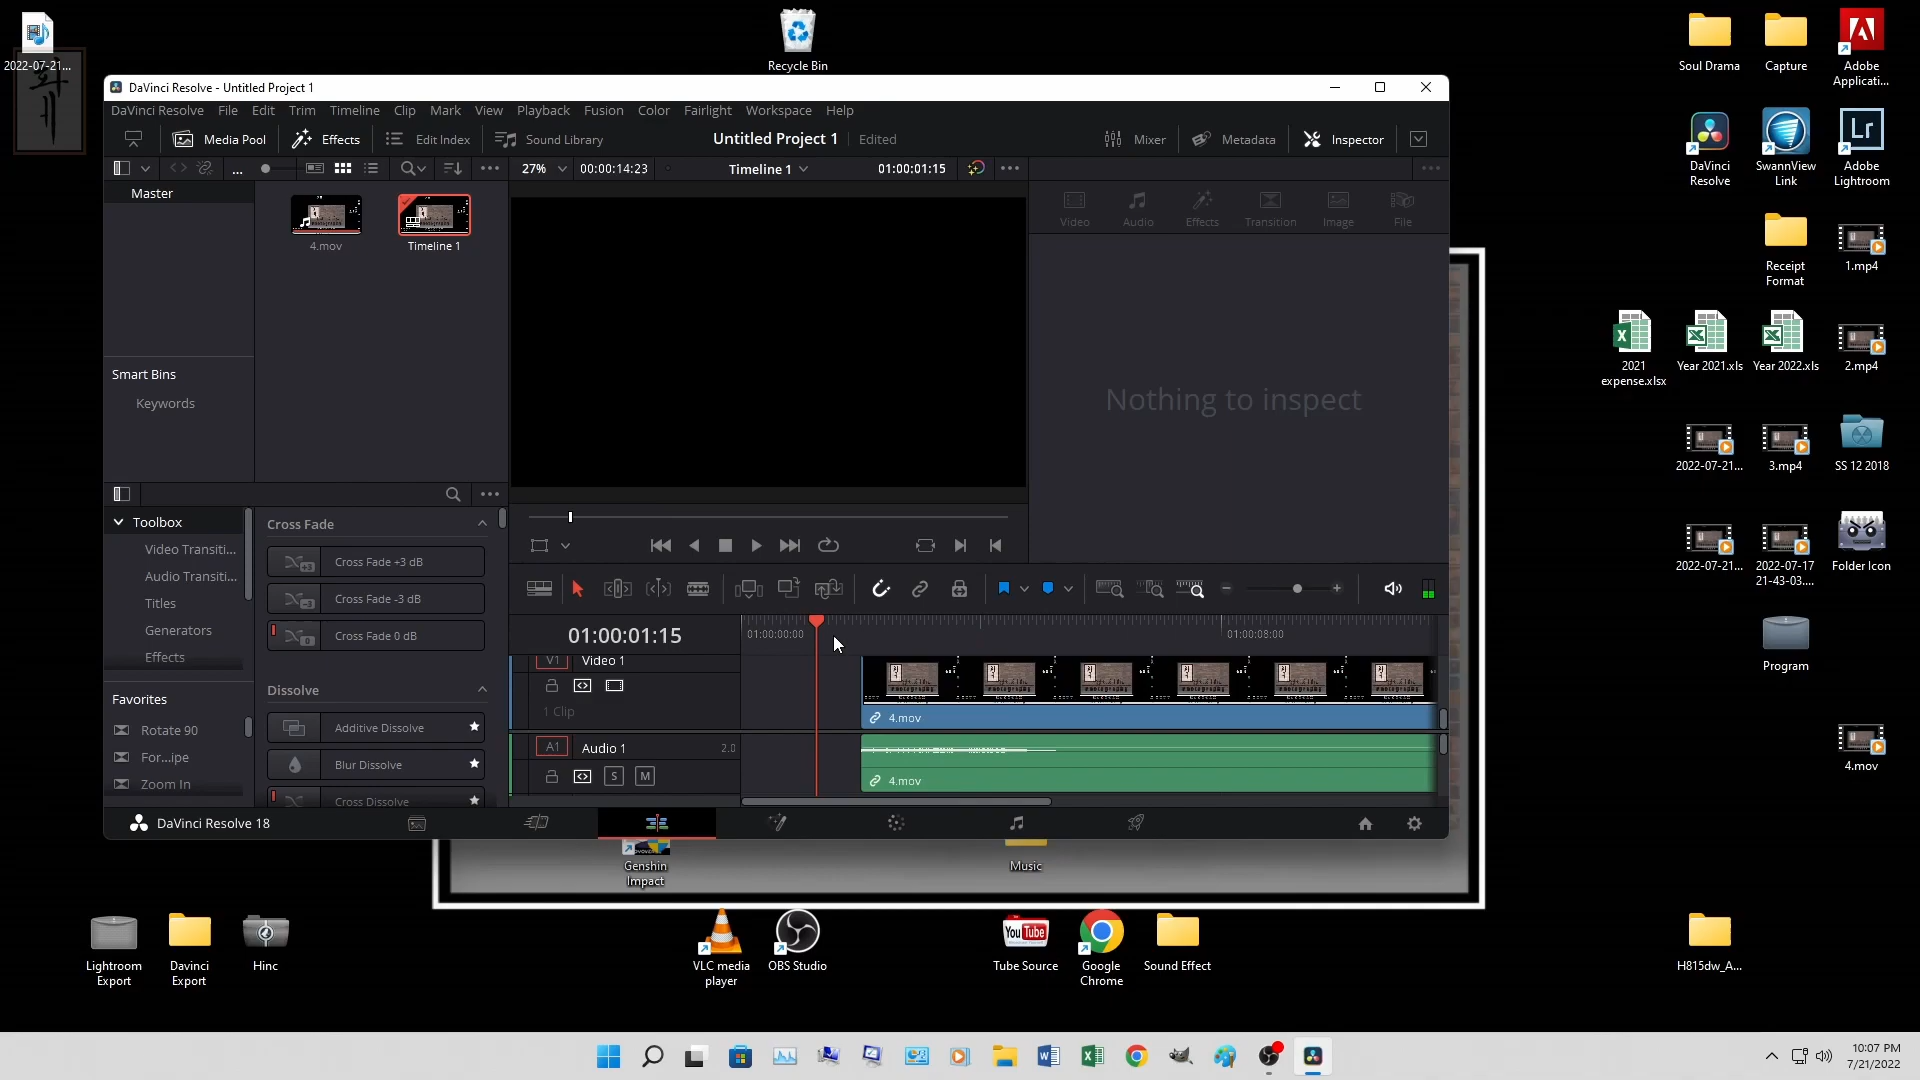 2022-07-21...
Recycle Bin
Soul Drama
Capture
Adobe
Applicati...
DaVinci Resolve - Untitled Project 1
DaVinci Resolve File Edit Trim Timeline Clip Mark View Playback Fusion Color Fairlight Workspace Help
Media Pool Effects Edit Index Sound Library Untitled Project 1 Edited Mixer Metadata Inspector
... 27% 00:00:14:23 Timeline 1 01:00:01:15
Master
4.mov
Timeline 1
Video Audio Effects Transition Image File
Nothing to inspect
Smart Bins
Keywords
Toolbox
Video Transiti...
Audio Transiti...
Titles
Generators
Effects
Favorites
Rotate 90
For...ipe
Zoom In
Cross Fade
+3
Cross Fade +3 dB
-3
Cross Fade -3 dB
0
Cross Fade 0 dB
Dissolve
Additive Dissolve
Blur Dissolve
Cross Dissolve
01:00:01:15
01:00:00:00
01:00:08:00
V1 Video 1
1 Clip
4.mov
A1 Audio 1 2.0
S M
4.mov
DaVinci Resolve 18
DaVinci
Resolve
SwannView
Link
Lr
Adobe
Lightroom
Receipt
Format
1.mp4
2021
expense.xlsx
Year 2021.xls
Year 2022.xls
2.mp4
2022-07-21...
3.mp4
SS 12 2018
2022-07-21...
2022-07-17
21-43-03....
Folder Icon
Program
4.mov
Genshin
Impact
Music
Lightroom
Export
Davinci
Export
Hinc
VLC media
player
OBS Studio
You Tube
Tube Source
Google
Chrome
Sound Effect
H815dw_A...
10:07 PM
7/21/2022